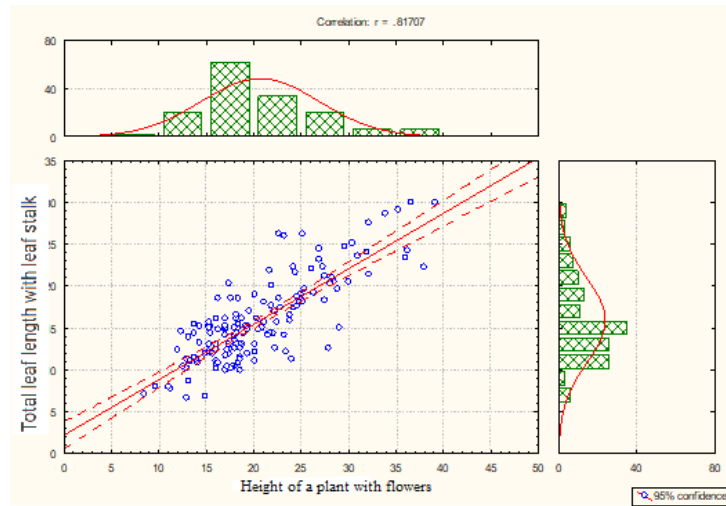 Correlation: r = .81707
80
40
0
35
30
25
20
15
10
5
0
Total leaf length with leaf stalk
0 5 10 15 20 25 30 35 40 45 50
Height of a plant with flowers
0 40 80
95% confidence